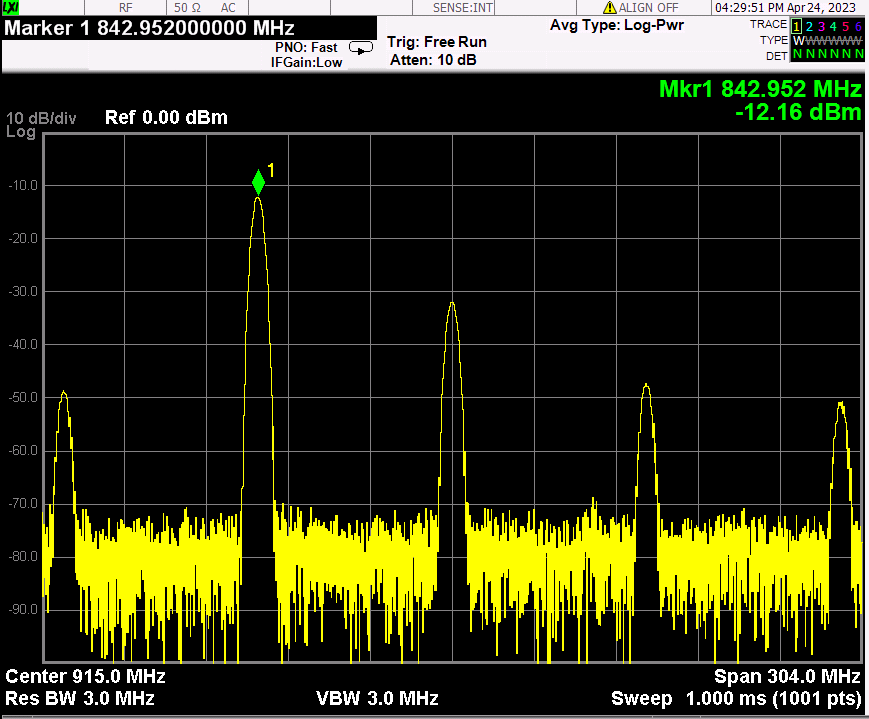 LXI RF 50 Ω AC SENSE:INT ALIGN OFF 04:29:51 PM Apr 24, 2023
Marker 1 842.952000000 MHz
Avg Type: Log-Pwr
TRACE 1 2 3 4 5 6
TYPE W W W W W W
DET N N N N N N
PNO: Fast
IFGain:Low
Trig: Free Run
Atten: 10 dB
Mkr1 842.952 MHz
-12.16 dBm
10 dB/div
Log
Ref 0.00 dBm
1
-10.0
-20.0
-30.0
-40.0
-50.0
-60.0
-70.0
-80.0
-90.0
Center 915.0 MHz
Span 304.0 MHz
Res BW 3.0 MHz
VBW 3.0 MHz
Sweep 1.000 ms (1001 pts)